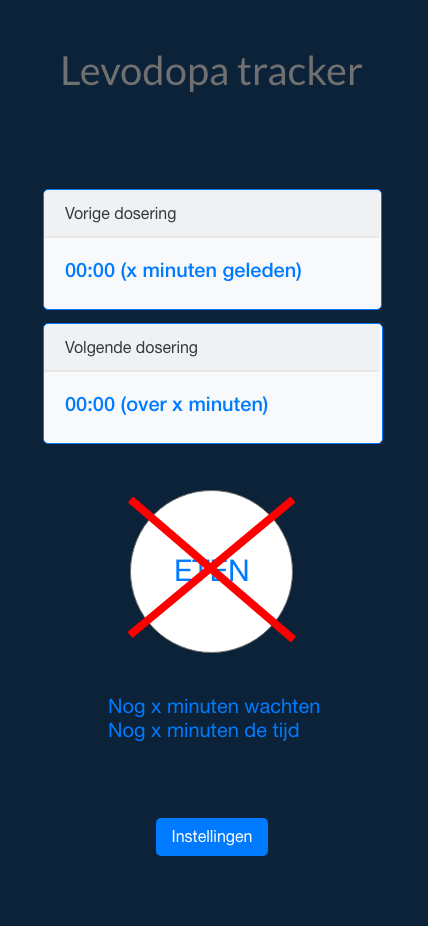 Levodopa tracker
Vorige dosering
00:00 (x minuten geleden)
Volgende dosering
00:00 (over x minuten)
ETEN
Nog x minuten wachten
Nog x minuten de tijd
Instellingen